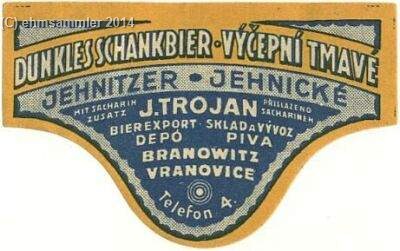 (C) ehmsammler 2014
DUNKLES SCHANKBIER · VÝČEPNÍ TMAVÉ
JEHNITZER • JEHNICKÉ
MIT SACHARIN ZUSATZ
J. TROJAN
PŘISLAZENO SACHARINEM
BIEREXPORT · SKLAD A VÝVOZ
DEPÓ PIVA
BRANOWITZ
VRANOVICE
Telefon 4.